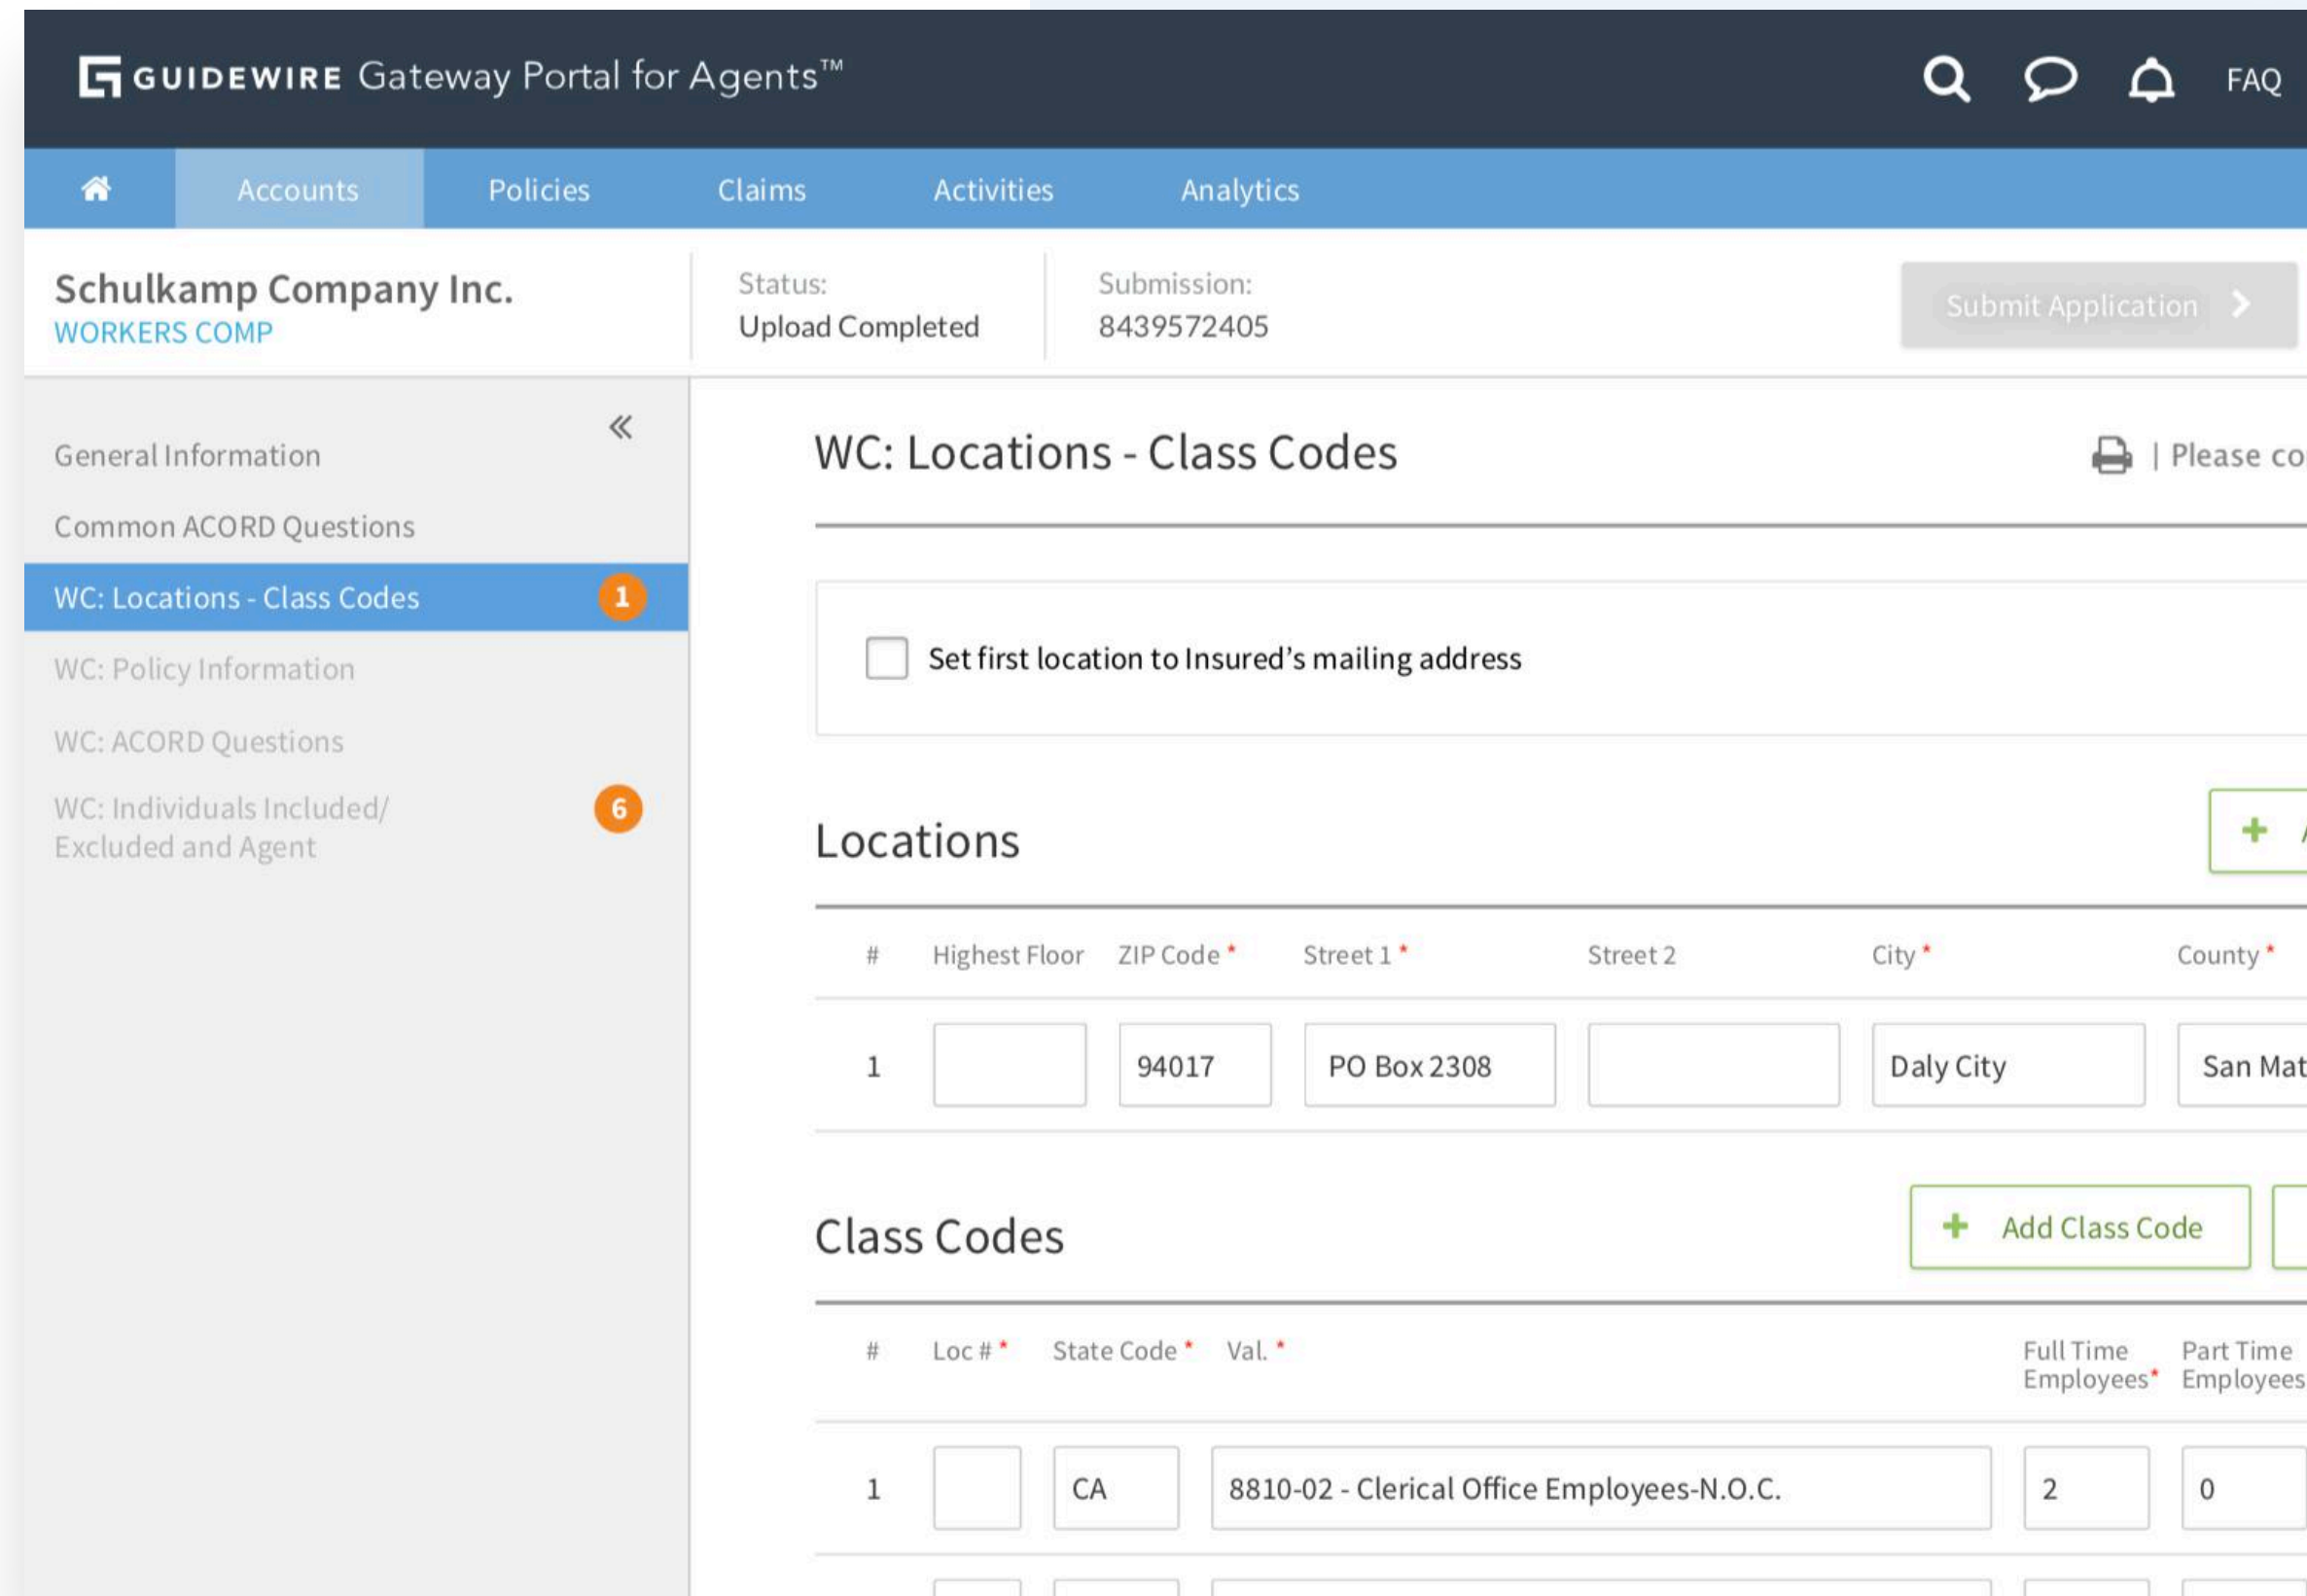 GUIDEWIRE Gateway Portal for Agents™
FAQ
Accounts Policies Claims Activities Analytics
Schulkamp Company Inc.
WORKERS COMP
Status:
Upload Completed
Submission:
8439572405
Submit Application
General Information
Common ACORD Questions
WC: Locations - Class Codes 1
WC: Policy Information
WC: ACORD Questions
WC: Individuals Included/
Excluded and Agent 6
WC: Locations - Class Codes
| Please
Set first location to Insured’s mailing address
Locations
+
# Highest Floor ZIP Code * Street 1 * Street 2 City * County *
1 94017 PO Box 2308 Daly City San
Class Codes
+ Add Class Code
# Loc # * State Code * Val. * Full Time Part Time
Employees* Employees
1 CA 8810-02 - Clerical Office Employees-N.O.C. 2 0